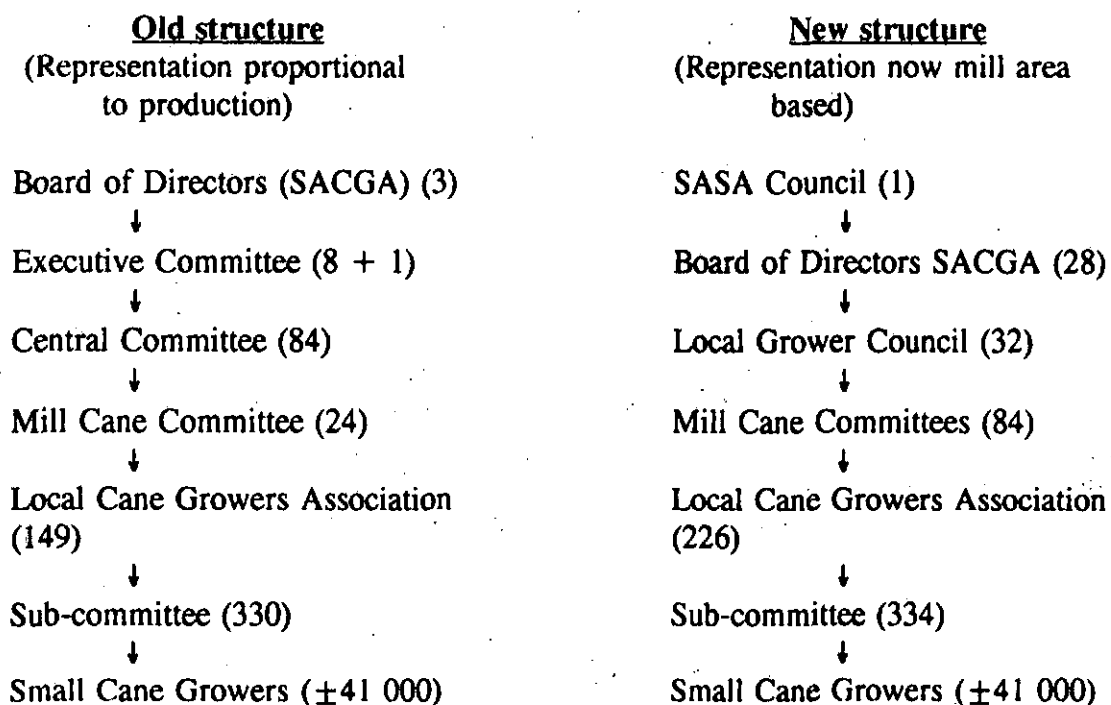 Old structure
(Representation proportional
to production)
Board of Directors (SACGA) (3)
↓
Executive Committee (8 + 1)
↓
Central Committee (84)
↓
Mill Cane Committee (24)
↓
Local Cane Growers Association
(149)
↓
Sub-committee (330)
↓
Small Cane Growers (±41 000)
New structure
(Representation now mill area
based)
SASA Council (1)
↓
Board of Directors SACGA (28)
↓
Local Grower Council (32)
↓
Mill Cane Committees (84)
↓
Local Cane Growers Association
(226)
↓
Sub-committee (334)
↓
Small Cane Growers (±41 000)